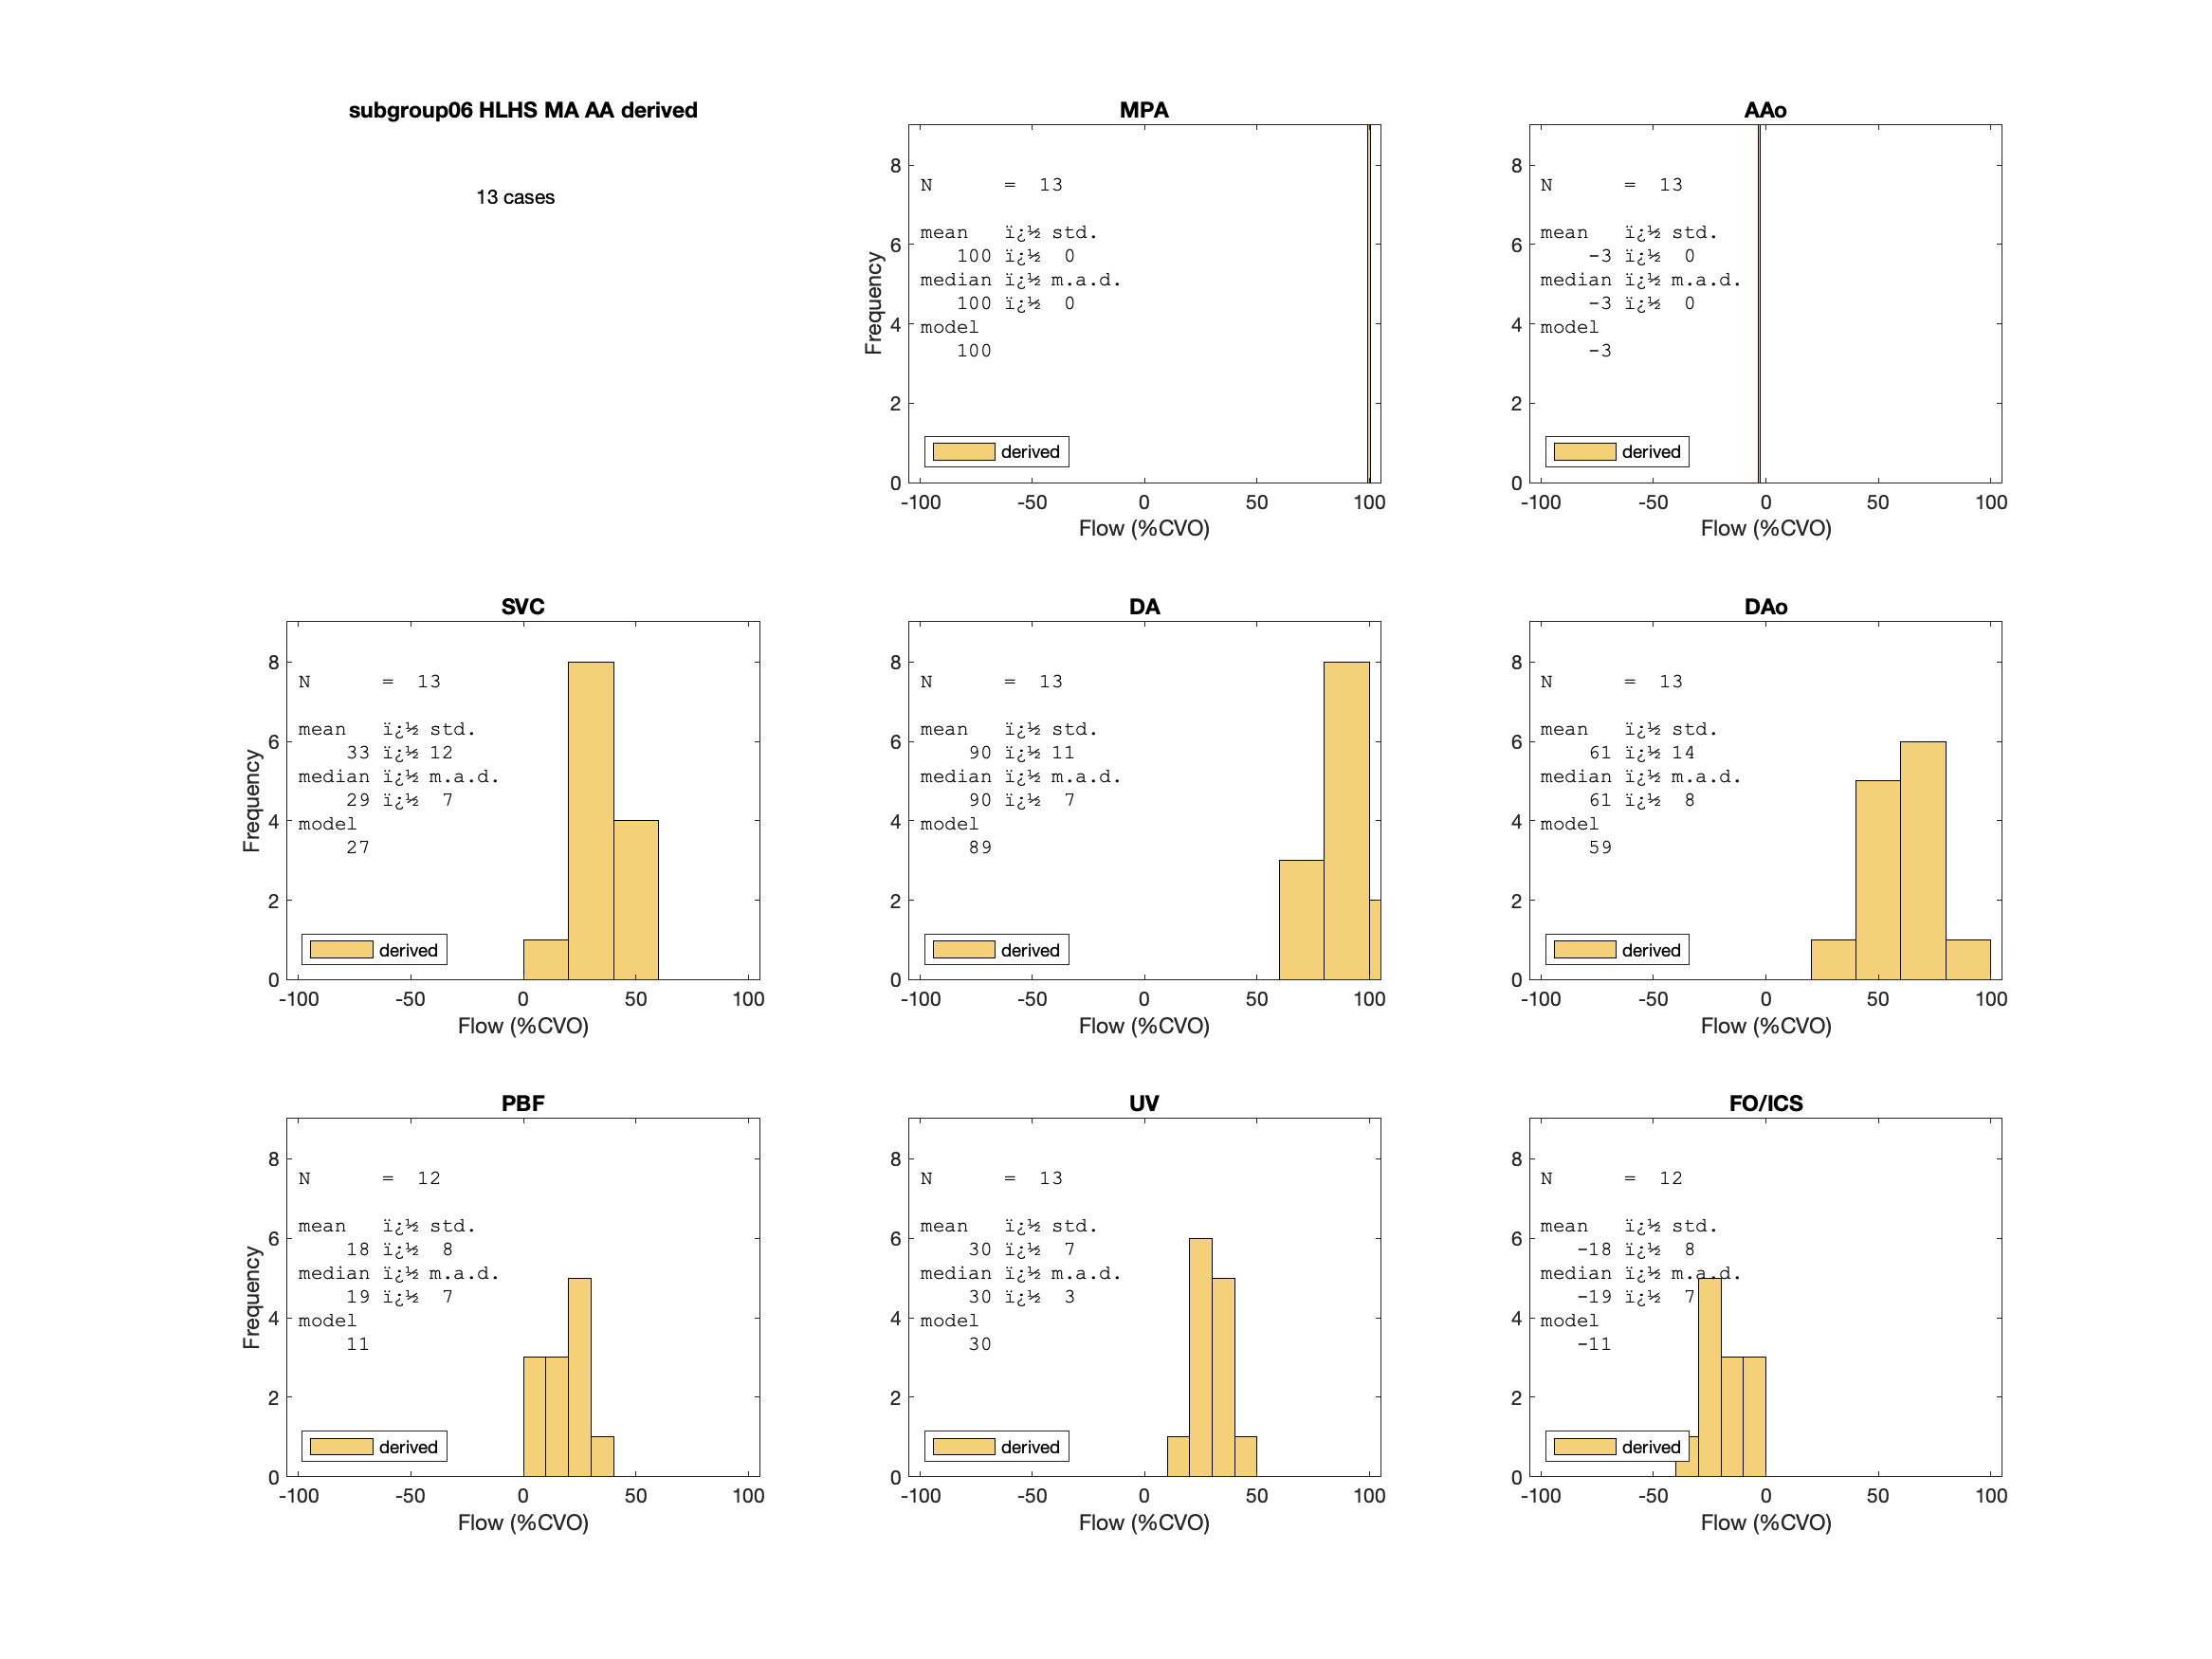 subgroup06 HLHS MA AA derived
13 cases
MPA
Frequency
8
6
4
2
0
N = 13
mean ï¿½ std.
100 ï¿½ 0
median ï¿½ m.a.d.
100 ï¿½ 0
model
100
derived
-100 -50 0 50 100
Flow (%CVO)
AAo
8
6
4
2
0
N = 13
mean ï¿½ std.
-3 ï¿½ 0
median ï¿½ m.a.d.
-3 ï¿½ 0
model
-3
derived
-100 -50 0 50 100
Flow (%CVO)
SVC
Frequency
8
6
4
2
0
N = 13
mean ï¿½ std.
33 ï¿½ 12
median ï¿½ m.a.d.
29 ï¿½ 7
model
27
derived
-100 -50 0 50 100
Flow (%CVO)
DA
8
6
4
2
0
N = 13
mean ï¿½ std.
90 ï¿½ 11
median ï¿½ m.a.d.
90 ï¿½ 7
model
89
derived
-100 -50 0 50 100
Flow (%CVO)
DAo
8
6
4
2
0
N = 13
mean ï¿½ std.
61 ï¿½ 14
median ï¿½ m.a.d.
61 ï¿½ 8
model
59
derived
-100 -50 0 50 100
Flow (%CVO)
PBF
Frequency
8
6
4
2
0
N = 12
mean ï¿½ std.
18 ï¿½ 8
median ï¿½ m.a.d.
19 ï¿½ 7
model
11
derived
-100 -50 0 50 100
Flow (%CVO)
UV
8
6
4
2
0
N = 13
mean ï¿½ std.
30 ï¿½ 7
median ï¿½ m.a.d.
30 ï¿½ 3
model
30
derived
-100 -50 0 50 100
Flow (%CVO)
FO/ICS
8
6
4
2
0
N = 12
mean ï¿½ std.
-18 ï¿½ 8
median ï¿½ m.a.d.
-19 ï¿½ 7
model
-11
derived
-100 -50 0 50 100
Flow (%CVO)